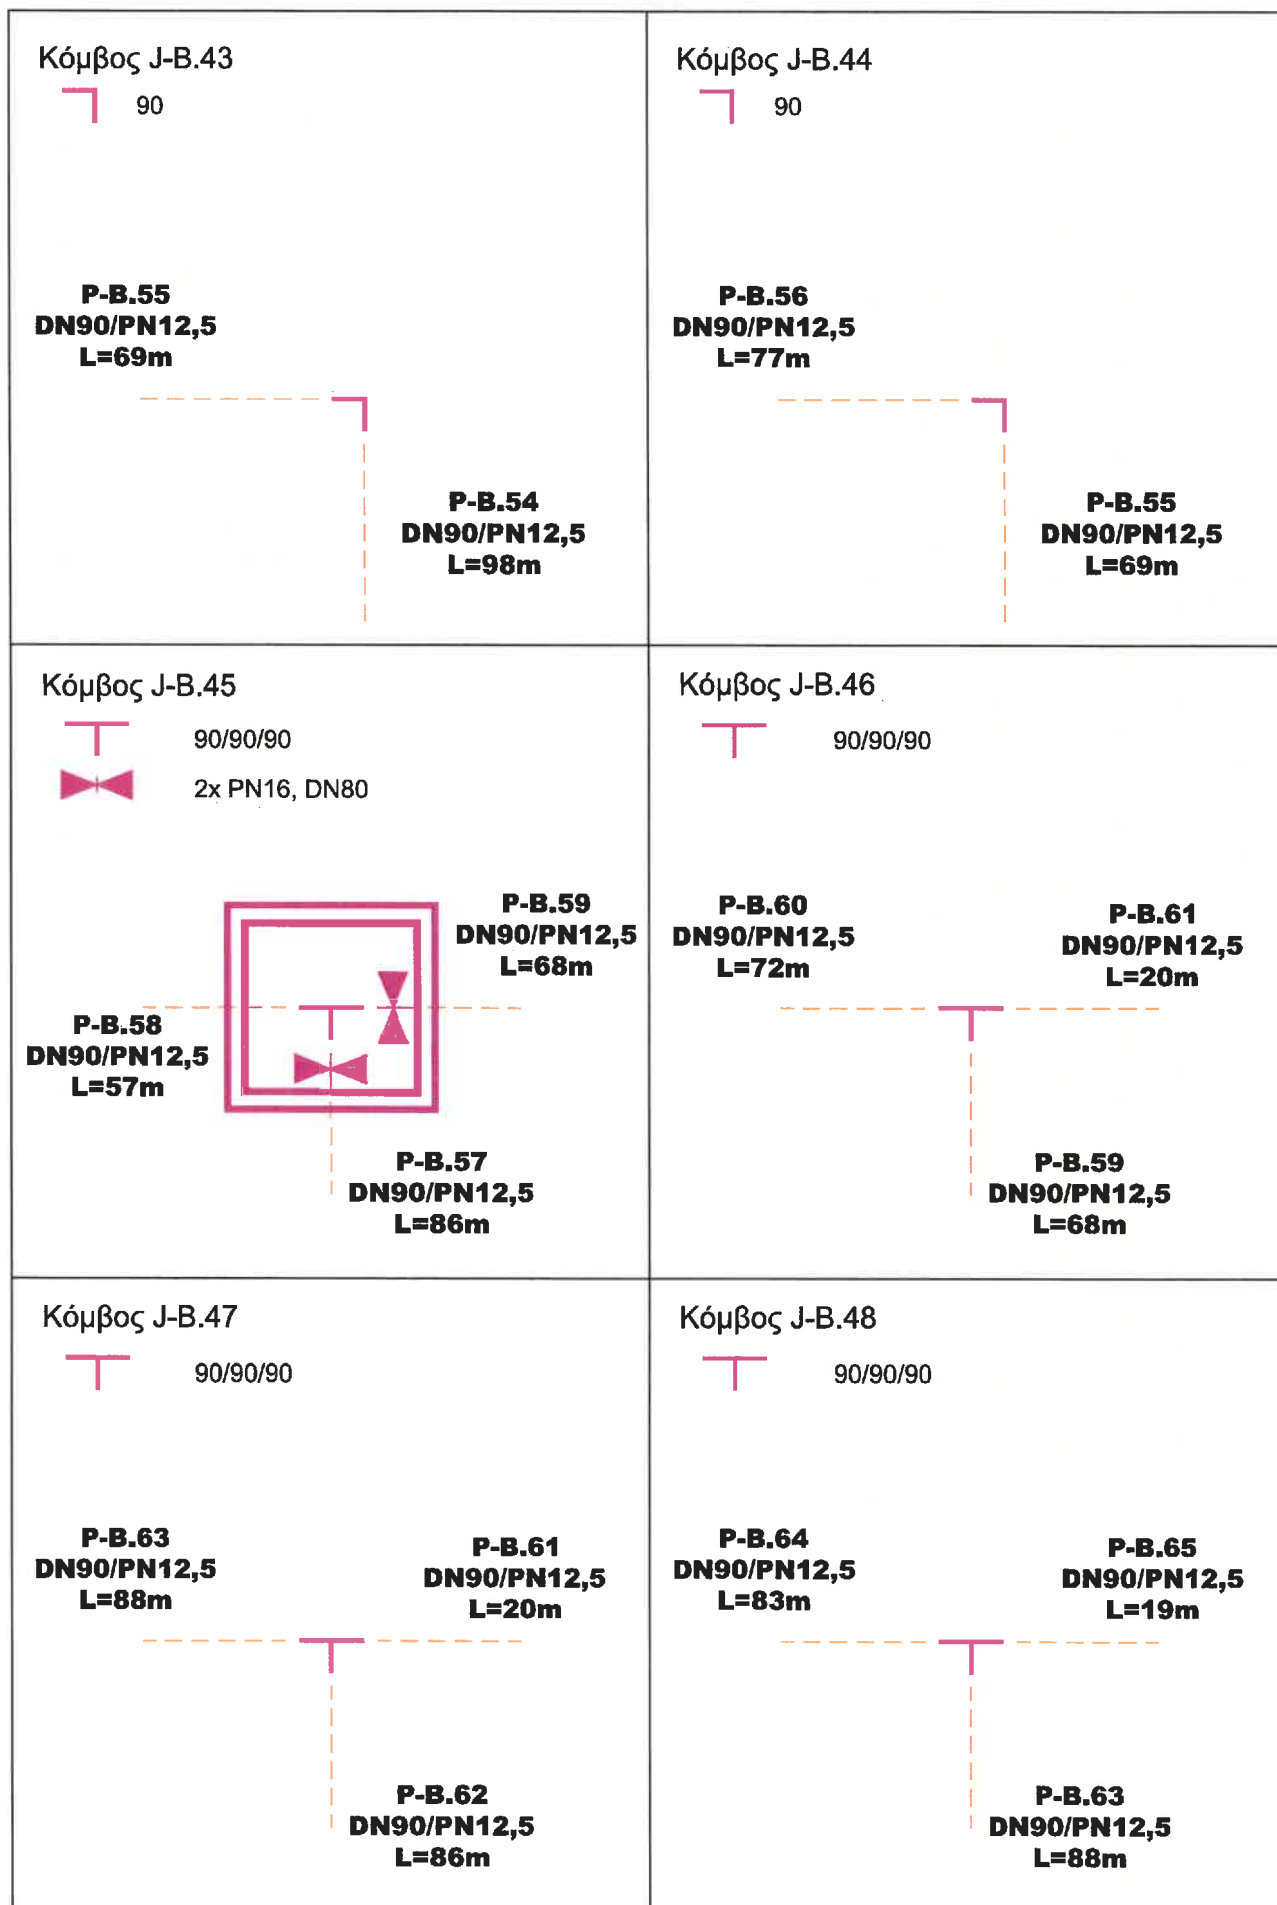 Κόμβος J-B.43
90
P-B.55
DN90/PN12,5
L=69m
P-B.54
DN90/PN12,5
L=98m
Κόμβος J-B.44
90
P-B.56
DN90/PN12,5
L=77m
P-B.55
DN90/PN12,5
L=69m
Κόμβος J-B.45
90/90/90
2x PN16, DN80
P-B.59
DN90/PN12,5
L=68m
P-B.58
DN90/PN12,5
L=57m
P-B.57
DN90/PN12,5
L=86m
Κόμβος J-B.46
90/90/90
P-B.60
DN90/PN12,5
L=72m
P-B.61
DN90/PN12,5
L=20m
P-B.59
DN90/PN12,5
L=68m
Κόμβος J-B.47
90/90/90
P-B.63
DN90/PN12,5
L=88m
P-B.61
DN90/PN12,5
L=20m
P-B.62
DN90/PN12,5
L=86m
Κόμβος J-B.48
90/90/90
P-B.64
DN90/PN12,5
L=83m
P-B.65
DN90/PN12,5
L=19m
P-B.63
DN90/PN12,5
L=88m